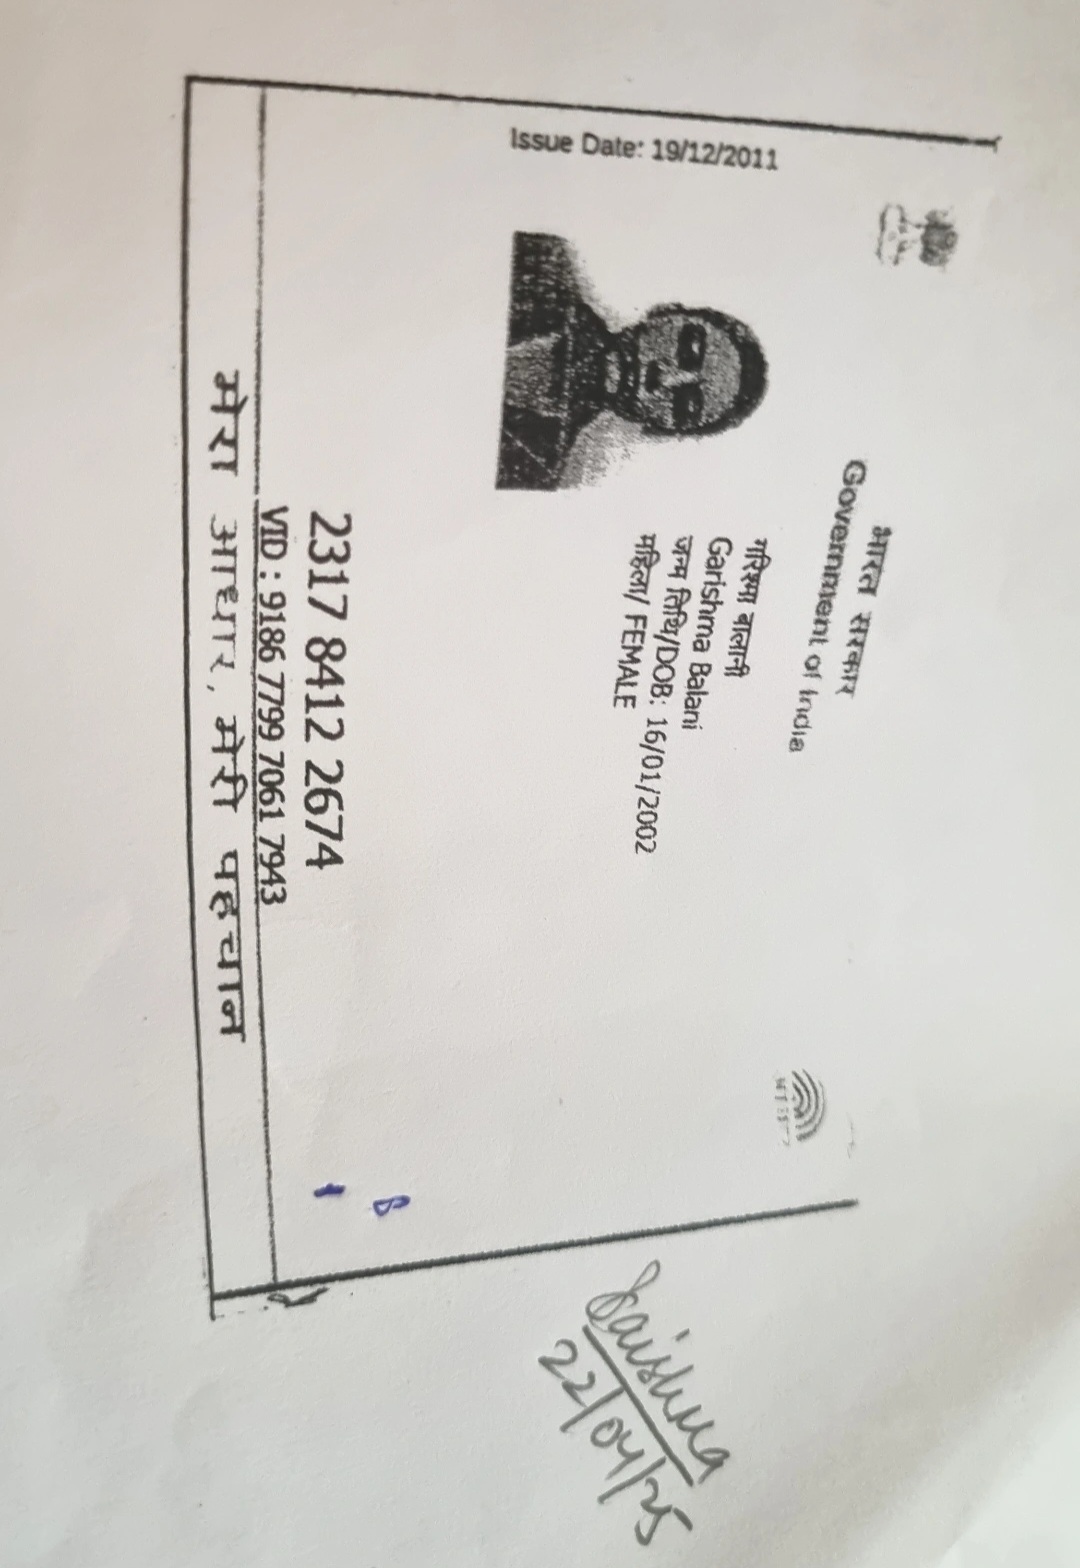 भारत सरकार
Government of India
Issue Date: 19/12/2011
गरिश्मा बालानी
Garishma Balani
जन्म तिथि/DOB: 16/01/2002
महिला/ FEMALE
2317 8412 2674
VID : 9186 7799 7061 7943
मेरा आधार, मेरी पहचान
Garishma
22/04/25